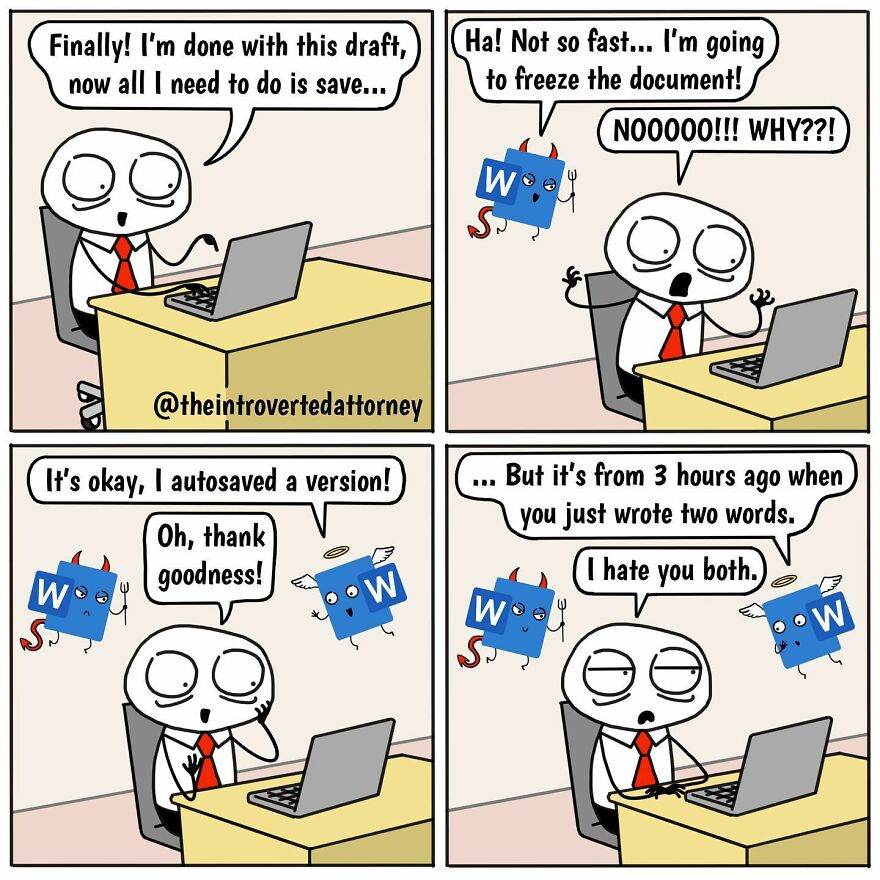 Finally! I'm done with this draft,
now all I need to do is save...
@theintrovertedattorney
Ha! Not so fast... I'm going
to freeze the document!
NOOOOO!!! WHY??!
W
It's okay, I autosaved a version!
Oh, thank
goodness!
W
W
... But it's from 3 hours ago when
you just wrote two words.
I hate you both.
W
W